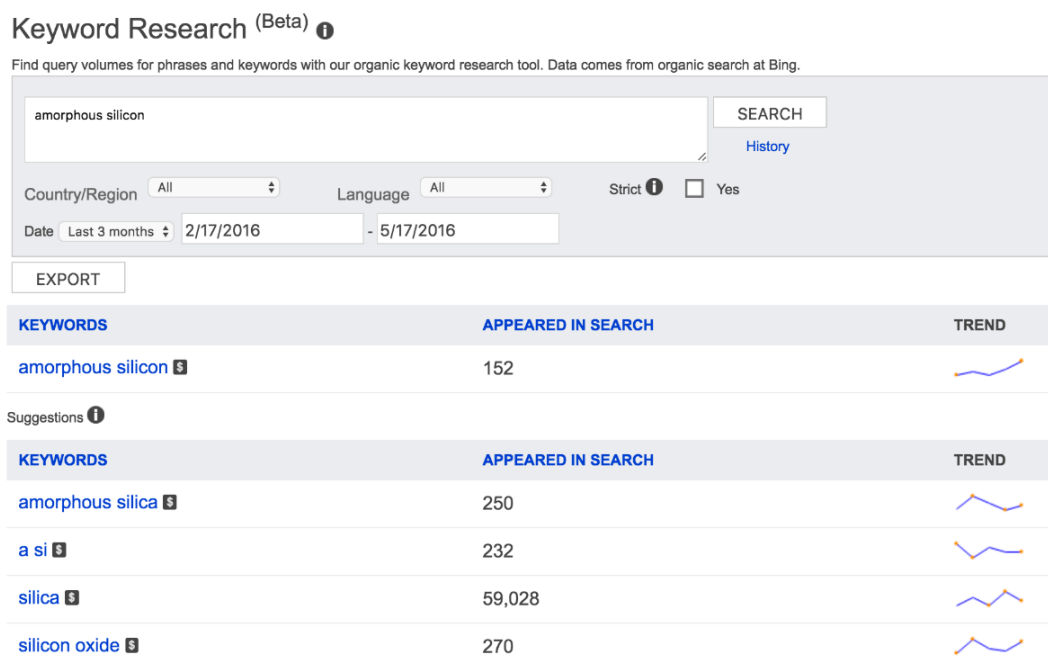 Keyword Research (Beta)
Find query volumes for phrases and keywords with our organic keyword research tool. Data comes from organic search at Bing.
amorphous silicon
SEARCH
History
Country/Region All Language All Strict Yes
Date Last 3 months 2/17/2016 - 5/17/2016
EXPORT
KEYWORDS APPEARED IN SEARCH TREND
amorphous silicon $ 152
Suggestions
KEYWORDS APPEARED IN SEARCH TREND
amorphous silica $ 250
a si $ 232
silica $ 59,028
silicon oxide $ 270